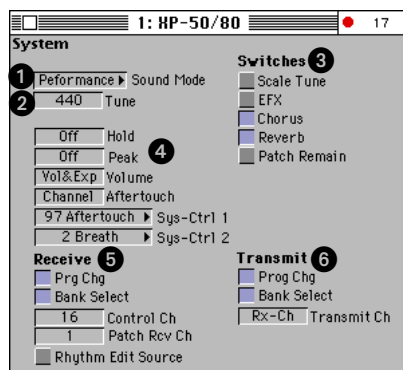 1: XP-50/80 17
System
Switches 3
1 Peformance Sound Mode
Scale Tune
2 440 Tune
EFX
Chorus
Off Hold
Reverb
Off Peak 4
Patch Remain
Vol&Exp Volume
Channel Aftertouch
97 Aftertouch Sys-Ctrl 1
2 Breath Sys-Ctrl 2
Receive 5
Transmit 6
Prg Chg
Prog Chg
Bank Select
Bank Select
16 Control Ch
Rx-Ch Transmit Ch
1 Patch Rcv Ch
Rhythm Edit Source